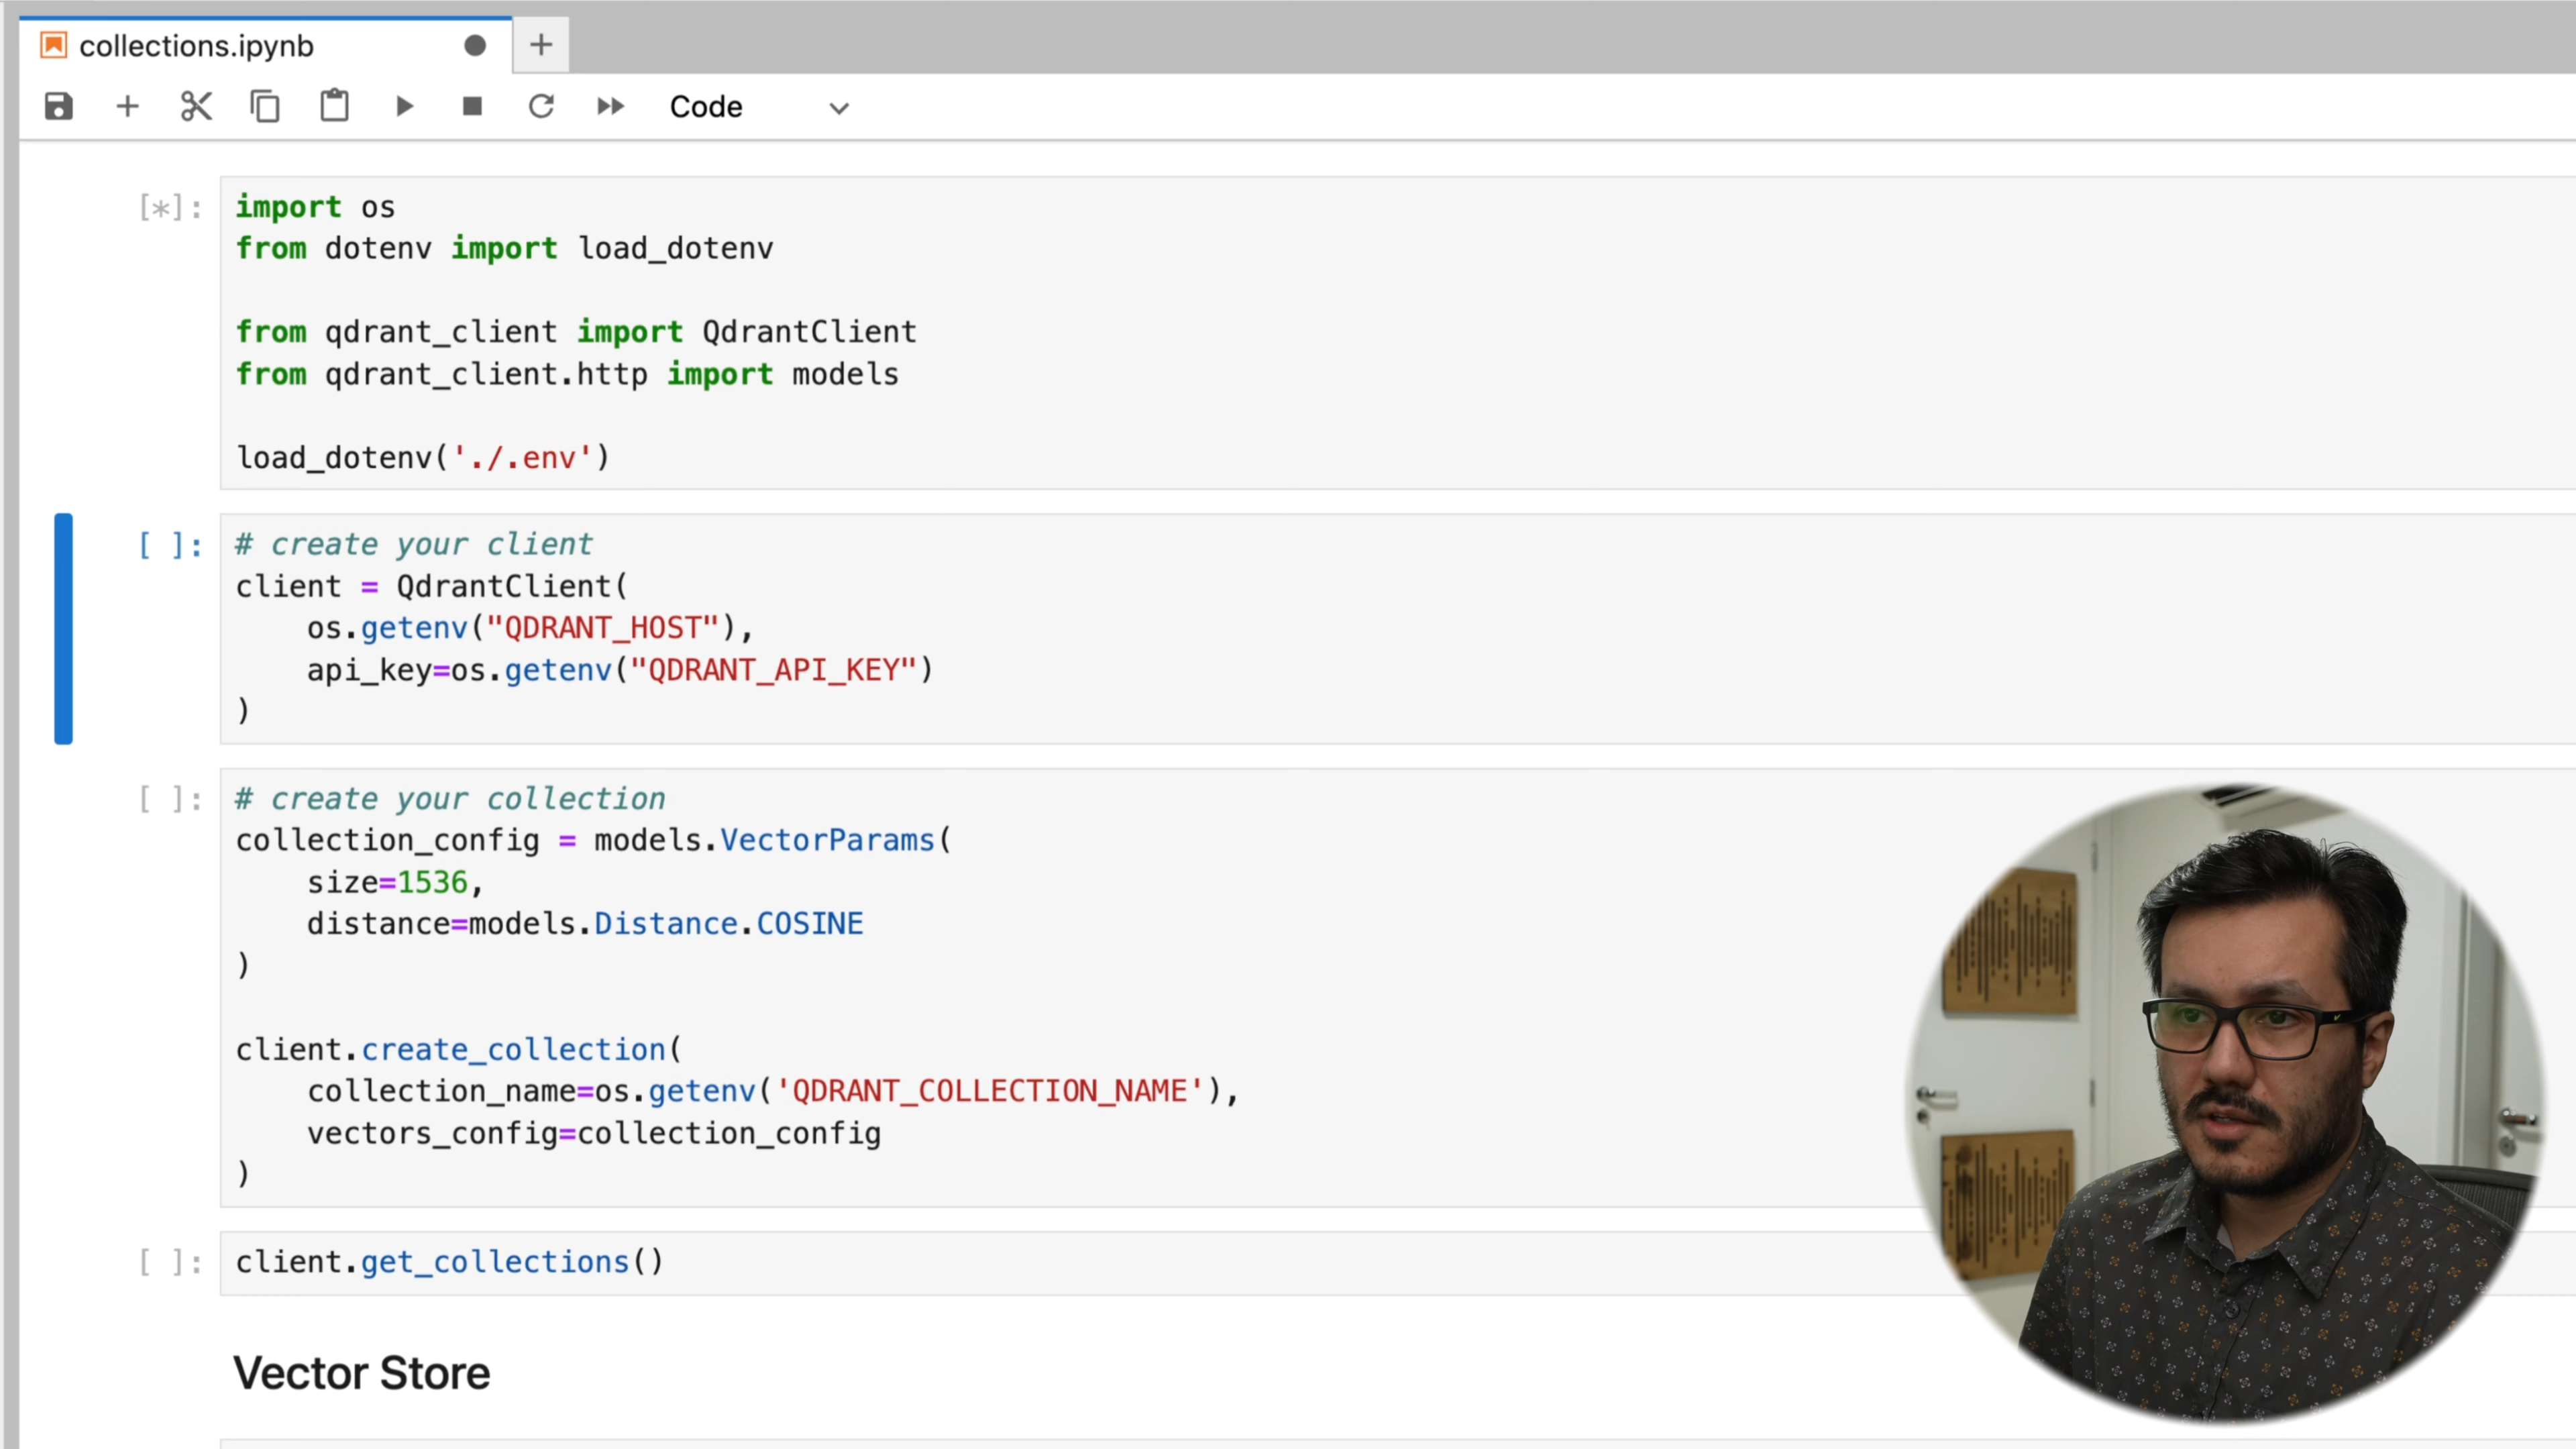 collections.ipynb
Code
[*]:
import os
from dotenv import load_dotenv
from qdrant_client import QdrantClient
from qdrant_client.http import models
load_dotenv('./.env')
[ ]:
# create your client
client = QdrantClient(
    os.getenv("QDRANT_HOST"),
    api_key=os.getenv("QDRANT_API_KEY")
)
[ ]:
# create your collection
collection_config = models.VectorParams(
    size=1536,
    distance=models.Distance.COSINE
)
client.create_collection(
    collection_name=os.getenv('QDRANT_COLLECTION_NAME'),
    vectors_config=collection_config
)
[ ]:
client.get_collections()
Vector Store